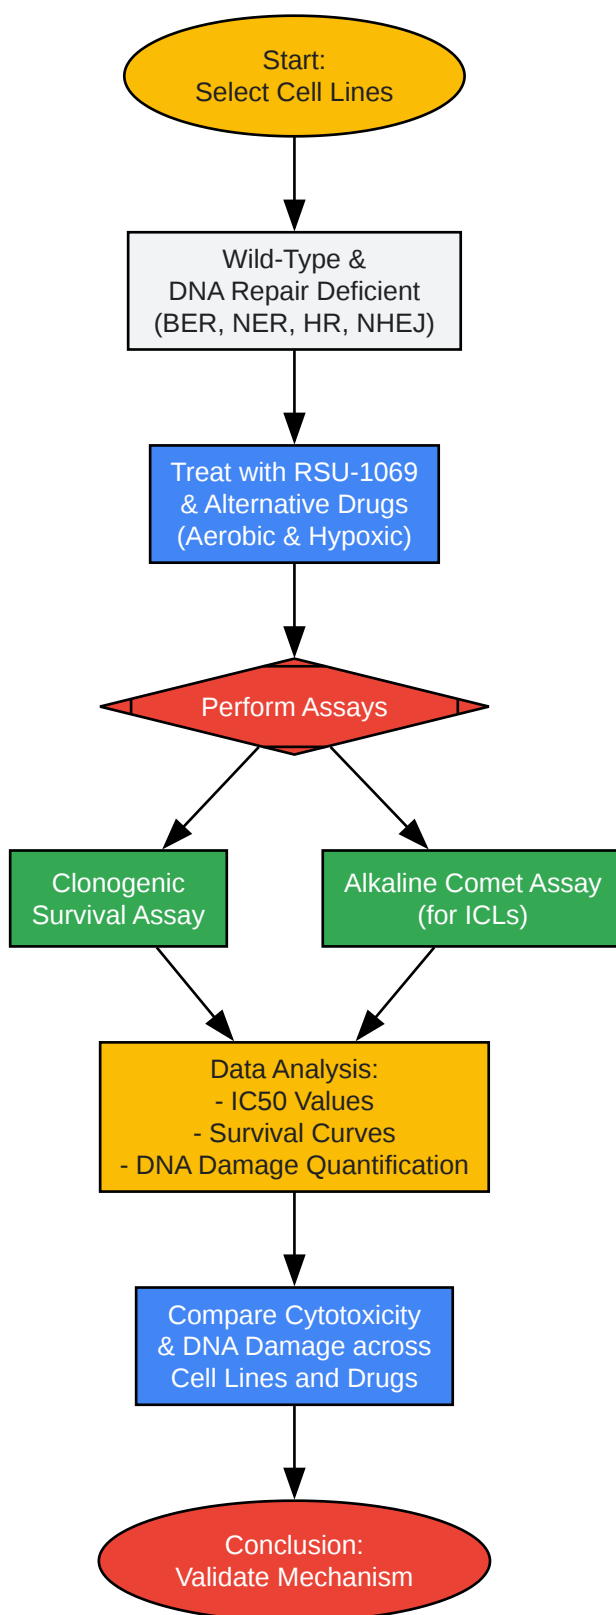 Start:
Select Cell Lines
Wild-Type &
DNA Repair Deficient
(BER, NER, HR, NHEJ)
Treat with RSU-1069
& Alternative Drugs
(Aerobic & Hypoxic)
Perform Assays
Clonogenic
Survival Assay
Alkaline Comet Assay
(for ICLs)
Data Analysis:
- IC50 Values
- Survival Curves
- DNA Damage Quantification
Compare Cytotoxicity
& DNA Damage across
Cell Lines and Drugs
Conclusion:
Validate Mechanism